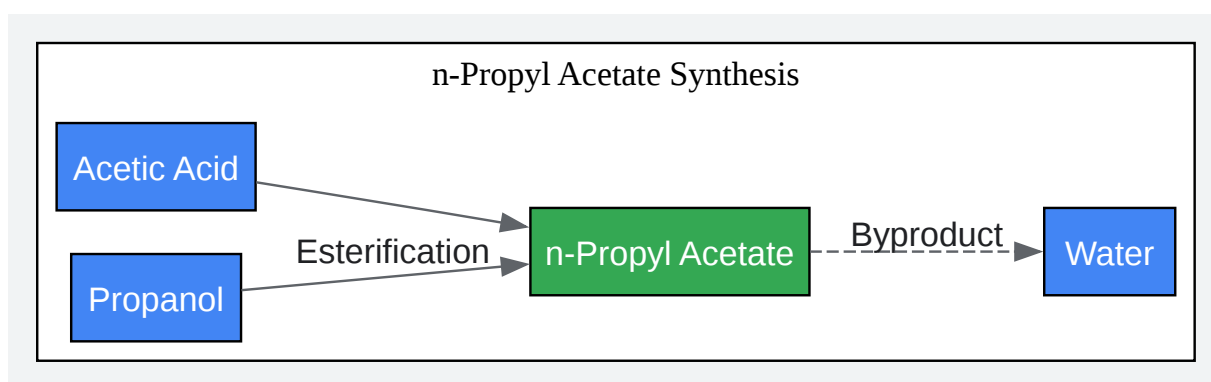 n-Propyl Acetate Synthesis
Acetic Acid
Propanol
Esterification
n-Propyl Acetate
Byproduct
Water